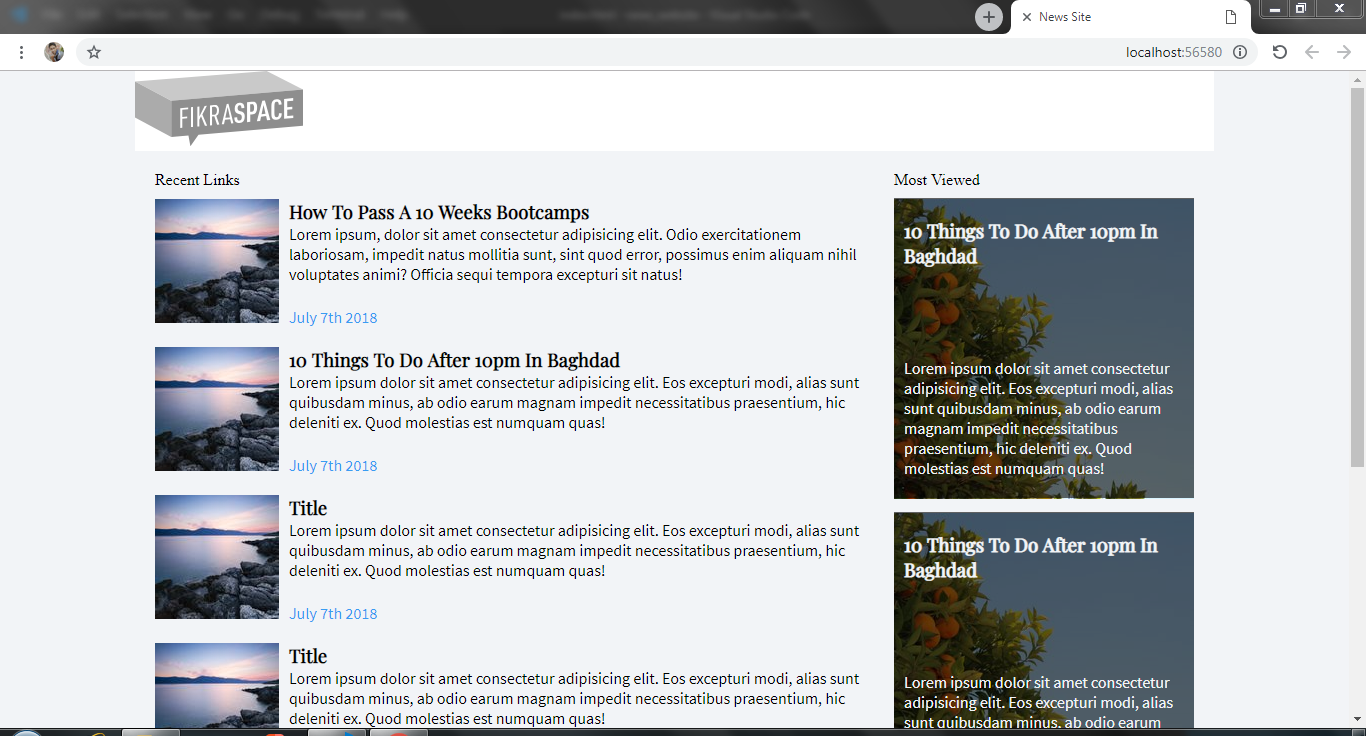 News Site
localhost:56580
FIKRASPACE
Recent Links
How To Pass A 10 Weeks Bootcamps
Lorem ipsum, dolor sit amet consectetur adipisicing elit. Odio exercitationem
laboriosam, impedit natus mollitia sunt, sint quod error, possimus enim aliquam nihil
voluptates animi? Officia sequi tempora excepturi sit natus!
July 7th 2018
10 Things To Do After 10pm In Baghdad
Lorem ipsum dolor sit amet consectetur adipisicing elit. Eos excepturi modi, alias sunt
quibusdam minus, ab odio earum magnam impedit necessitatibus praesentium, hic
deleniti ex. Quod molestias est numquam quas!
July 7th 2018
Title
Lorem ipsum dolor sit amet consectetur adipisicing elit. Eos excepturi modi, alias sunt
quibusdam minus, ab odio earum magnam impedit necessitatibus praesentium, hic
deleniti ex. Quod molestias est numquam quas!
July 7th 2018
Title
Lorem ipsum dolor sit amet consectetur adipisicing elit. Eos excepturi modi, alias sunt
quibusdam minus, ab odio earum magnam impedit necessitatibus praesentium, hic
deleniti ex. Quod molestias est numquam quas!
Most Viewed
10 Things To Do After 10pm In
Baghdad
Lorem ipsum dolor sit amet consectetur
adipisicing elit. Eos excepturi modi, alias
sunt quibusdam minus, ab odio earum
magnam impedit necessitatibus
praesentium, hic deleniti ex. Quod
molestias est numquam quas!
10 Things To Do After 10pm In
Baghdad
Lorem ipsum dolor sit amet consectetur
adipisicing elit. Eos excepturi modi, alias
sunt quibusdam minus, ab odio earum